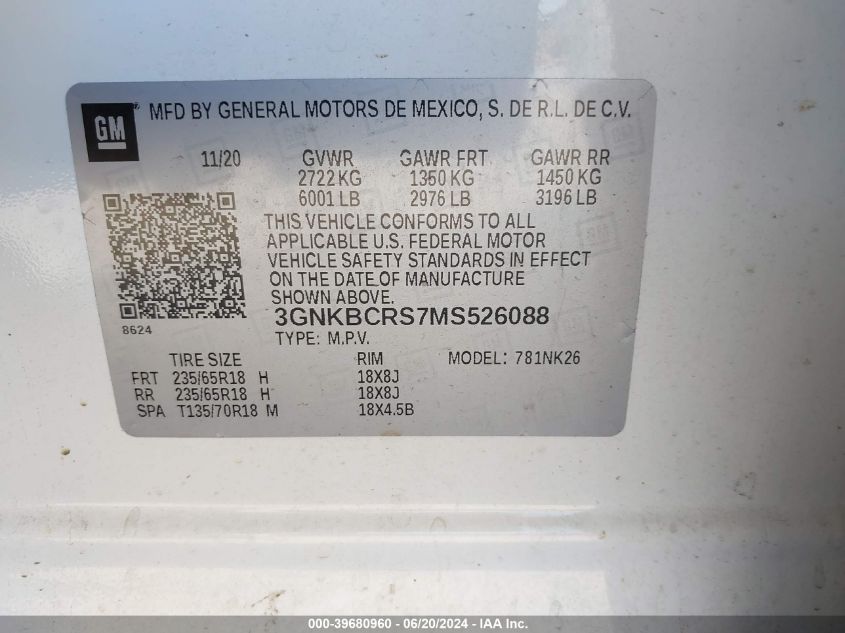 GM® MFD BY GENERAL MOTORS DE MEXICO, S. DE R.L. DE C.V.
11/20 GVWR GAWR FRT GAWR RR
2722 KG 1350 KG 1450 KG
6001 LB 2976 LB 3196 LB
THIS VEHICLE CONFORMS TO ALL
APPLICABLE U.S. FEDERAL MOTOR
VEHICLE SAFETY STANDARDS IN EFFECT
ON THE DATE OF MANUFACTURE
SHOWN ABOVE.
8624
3GNKBCRS7MS526088
TYPE: M.P.V.
TIRE SIZE RIM MODEL: 781NK26
FRT 235/65R18 H 18X8J
RR 235/65R18 H 18X8J
SPA T135/70R18 M 18X4.5B
000-39680960 - 06/20/2024 - IAA Inc.